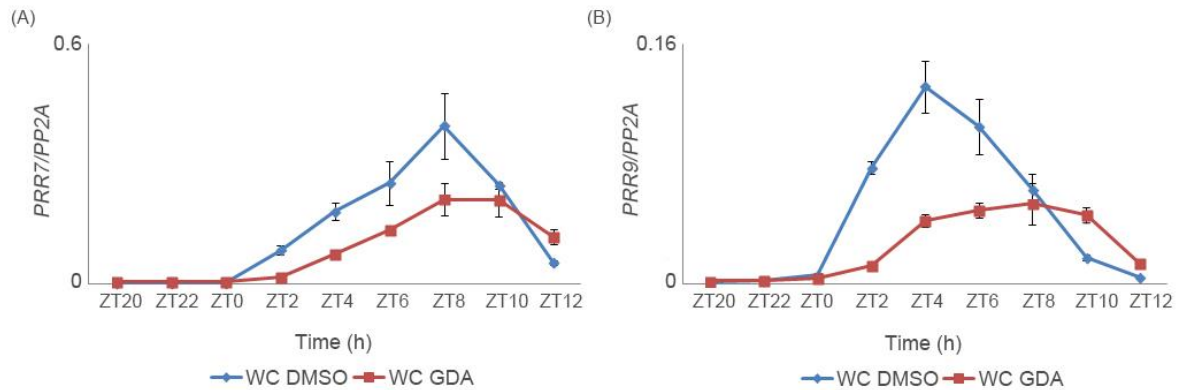 (A)
0.6
PRR7/PP2A
0
ZT20 ZT22 ZT0 ZT2 ZT4 ZT6 ZT8 ZT10 ZT12
Time (h)
WC DMSO WC GDA
(B)
0.16
PRR9/PP2A
0
ZT20 ZT22 ZT0 ZT2 ZT4 ZT6 ZT8 ZT10 ZT12
Time (h)
WC DMSO WC GDA